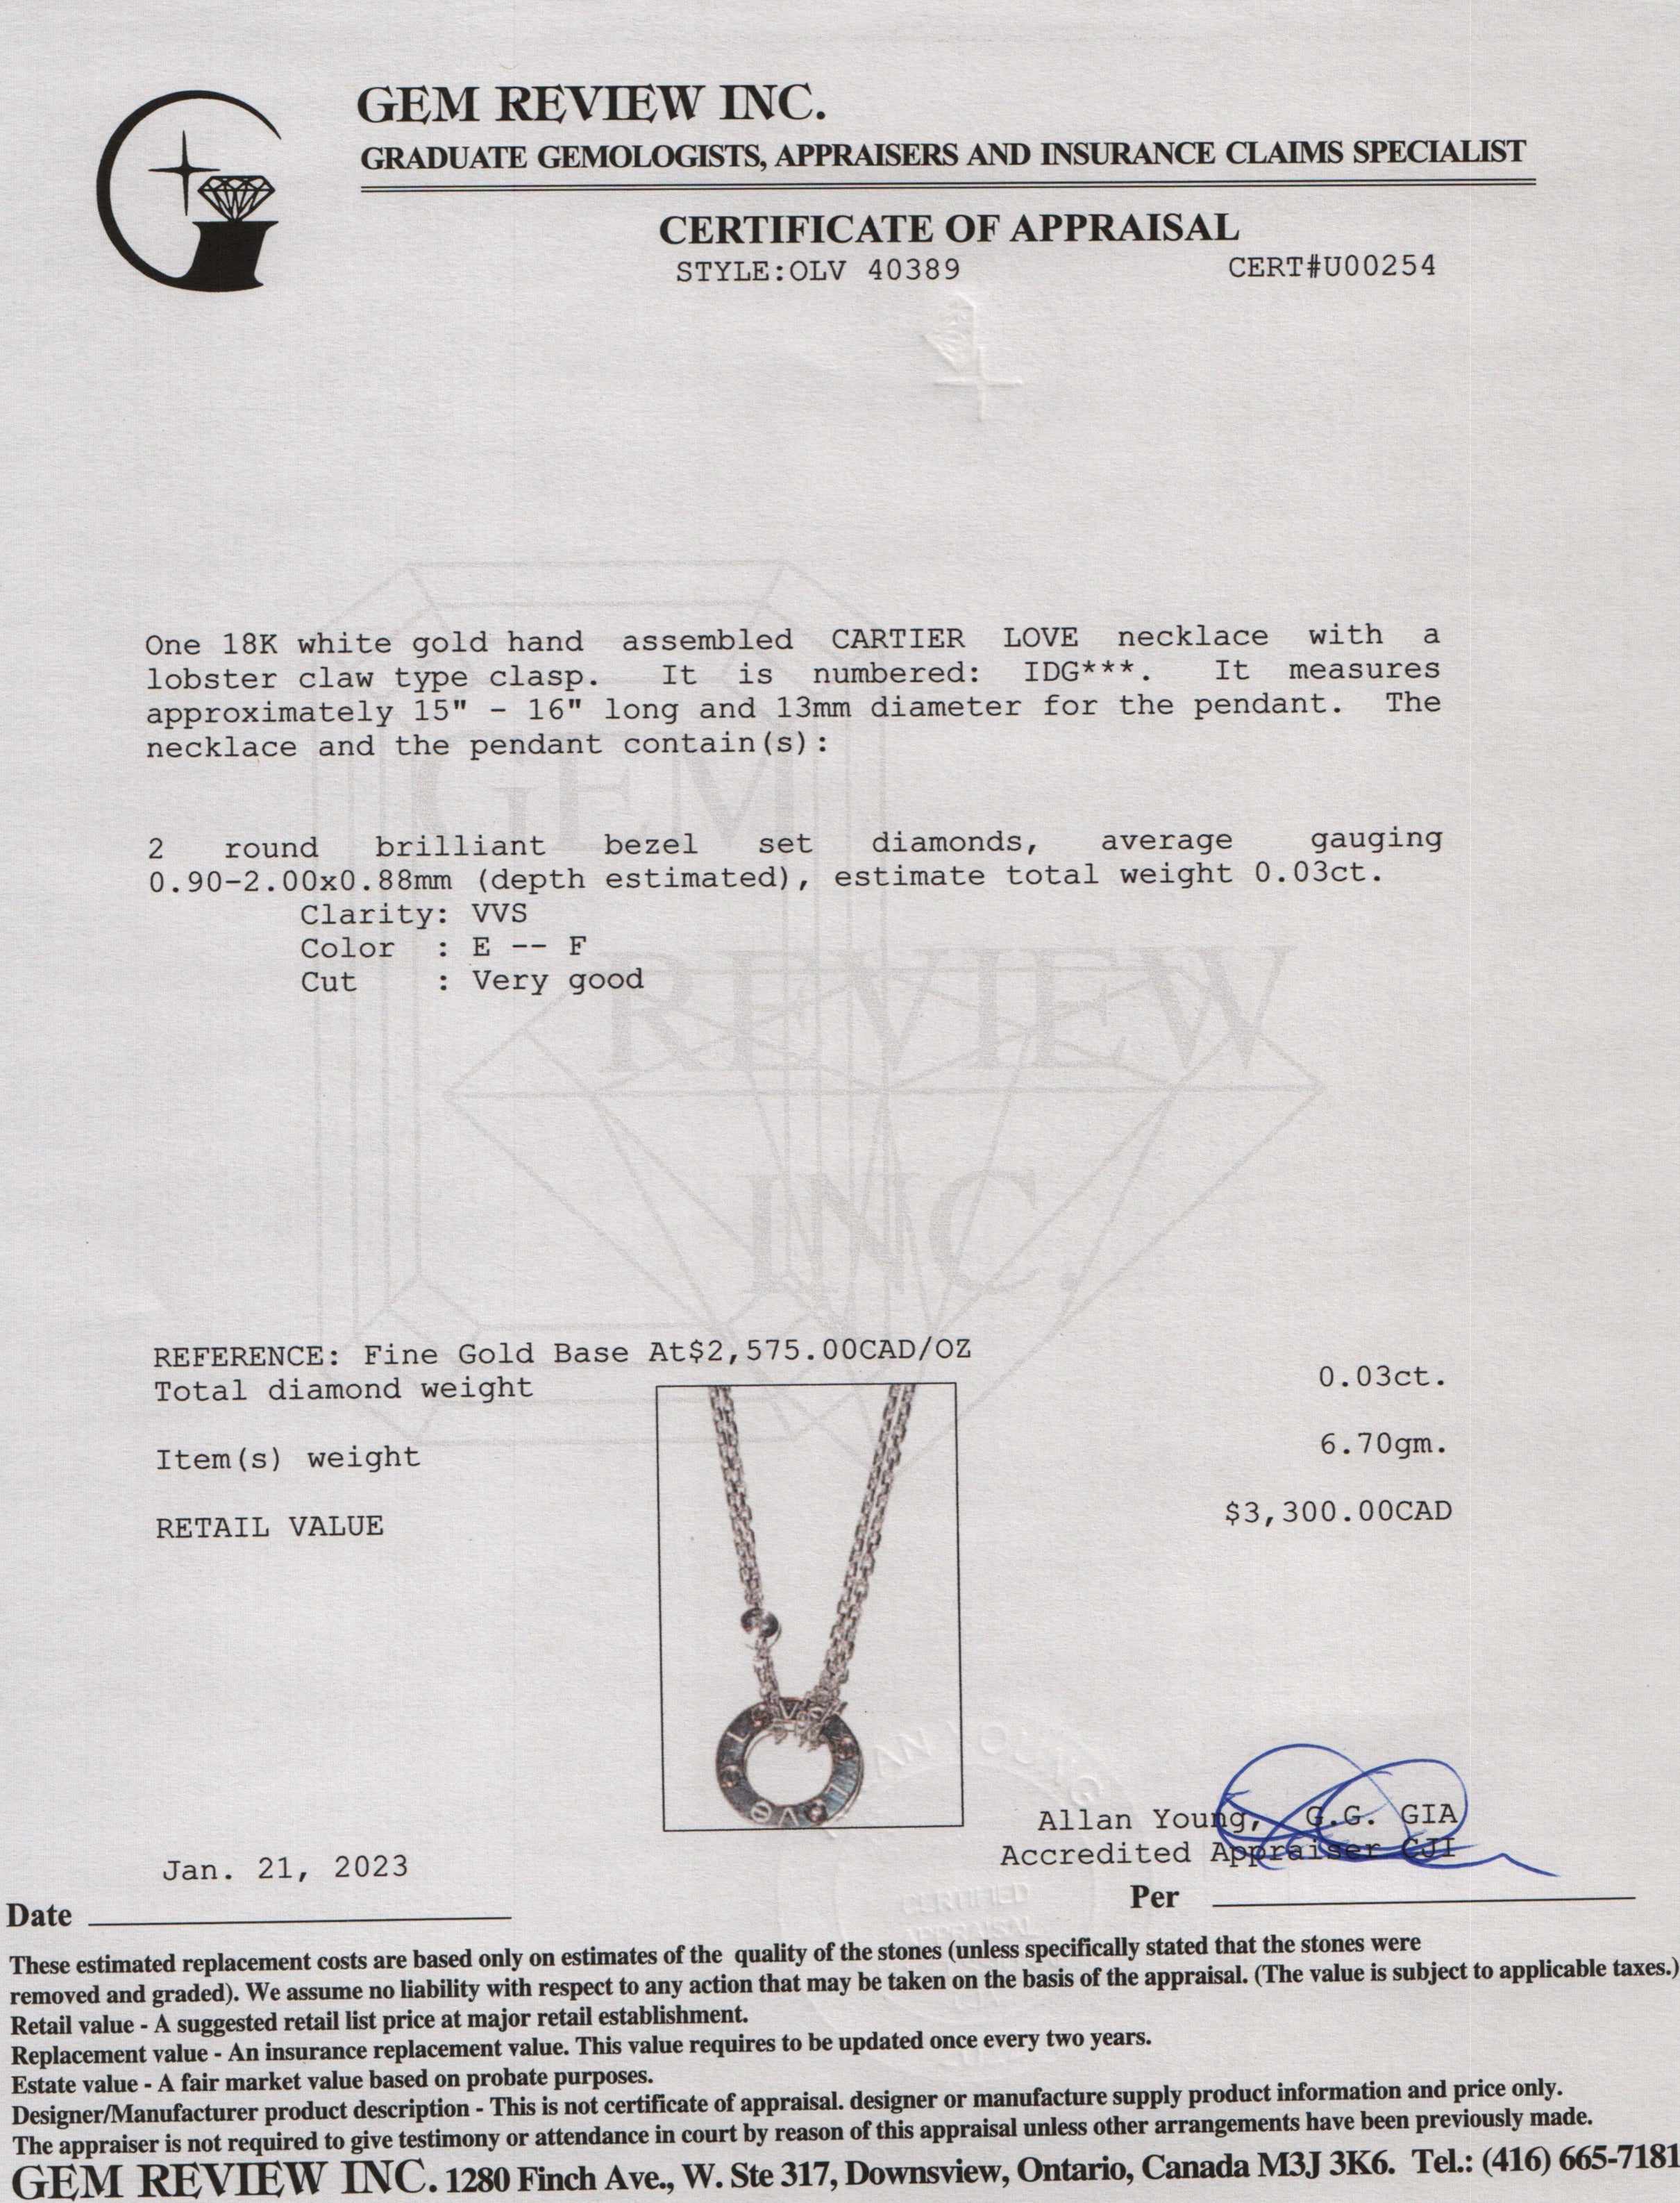 GEM REVIEW INC.
GRADUATE GEMOLOGISTS, APPRAISERS AND INSURANCE CLAIMS SPECIALIST
CERTIFICATE OF APPRAISAL
STYLE:OLV 40389 CERT#U00254
One 18K white gold hand assembled CARTIER LOVE necklace with a
lobster claw type clasp. It is numbered: IDG***. It measures
approximately 15" - 16" long and 13mm diameter for the pendant. The
necklace and the pendant contain(s):
GEM
2 round brilliant bezel set diamonds, average gauging
0.90-2.00x0.88mm (depth estimated), estimate total weight 0.03ct.
Clarity: VVS
Color : E -- F
Cut : Very good
REVIEW
INC.
REFERENCE: Fine Gold Base At$2,575.00CAD/OZ
Total diamond weight 0.03ct.
Item(s) weight 6.70gm.
RETAIL VALUE $3,300.00CAD
LOVE
LOVE
AN YOUNG
Allan Young, G.G. GIA
Accredited Appraiser CJI
Jan. 21, 2023
CERTIFIED
APPRAISAL
Date
Per
These estimated replacement costs are based only on estimates of the quality of the stones (unless specifically stated that the stones were
removed and graded). We assume no liability with respect to any action that may be taken on the basis of the appraisal. (The value is subject to applicable taxes.)
Retail value - A suggested retail list price at major retail establishment.
Replacement value - An insurance replacement value. This value requires to be updated once every two years.
Estate value - A fair market value based on probate purposes.
Designer/Manufacturer product description - This is not certificate of appraisal. designer or manufacture supply product information and price only.
The appraiser is not required to give testimony or attendance in court by reason of this appraisal unless other arrangements have been previously made.
GEM REVIEW INC. 1280 Finch Ave., W. Ste 317, Downsview, Ontario, Canada M3J 3K6. Tel.: (416) 665-7181